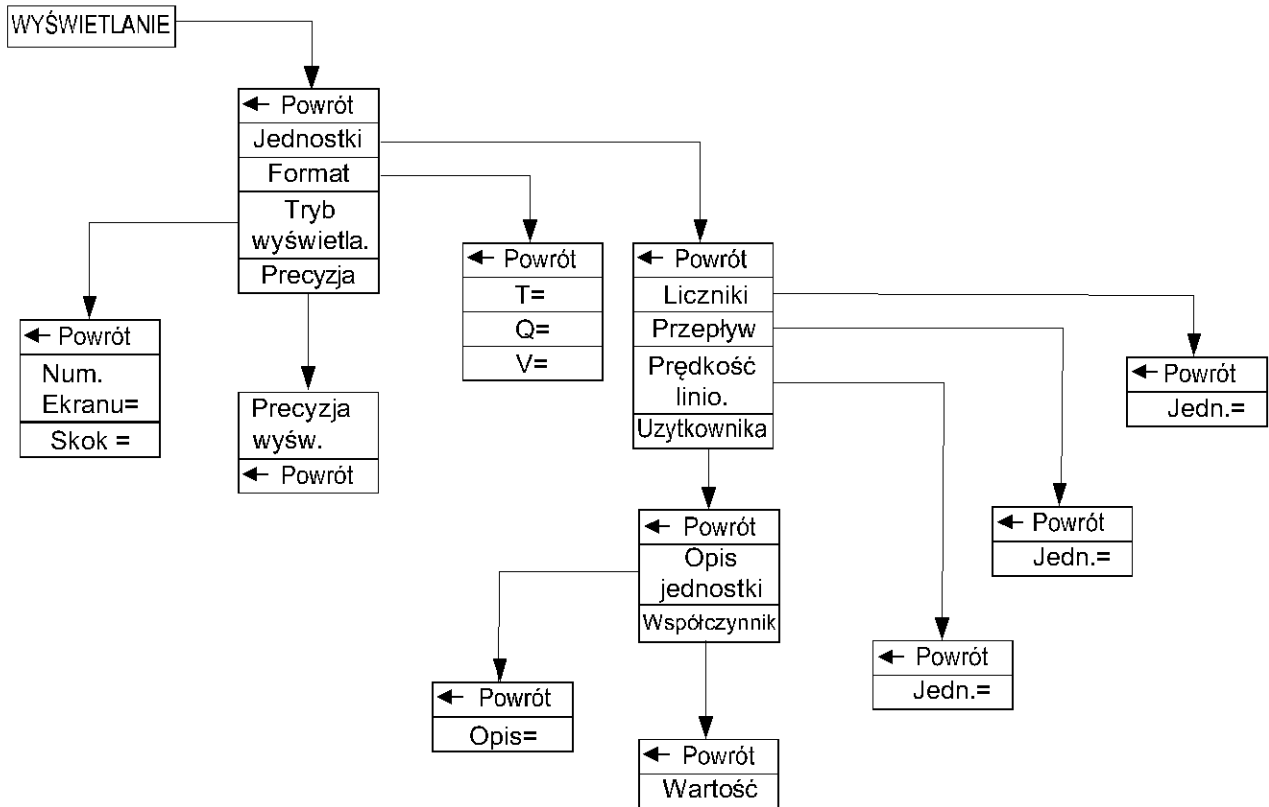 WYŚWIETLANIE
← Powrót
Jednostki
Format
Tryb
wyświetla.
Precyzja
← Powrót
Num.
Ekranu=
Skok =
Precyzja
wyśw.
← Powrót
← Powrót
T=
Q=
V=
← Powrót
Liczniki
Przepływ
Prędkość
linio.
Uzytkownika
← Powrót
Jedn.=
← Powrót
Jedn.=
← Powrót
Jedn.=
← Powrót
Opis
jednostki
Współczynnik
← Powrót
Opis=
← Powrót
Wartość